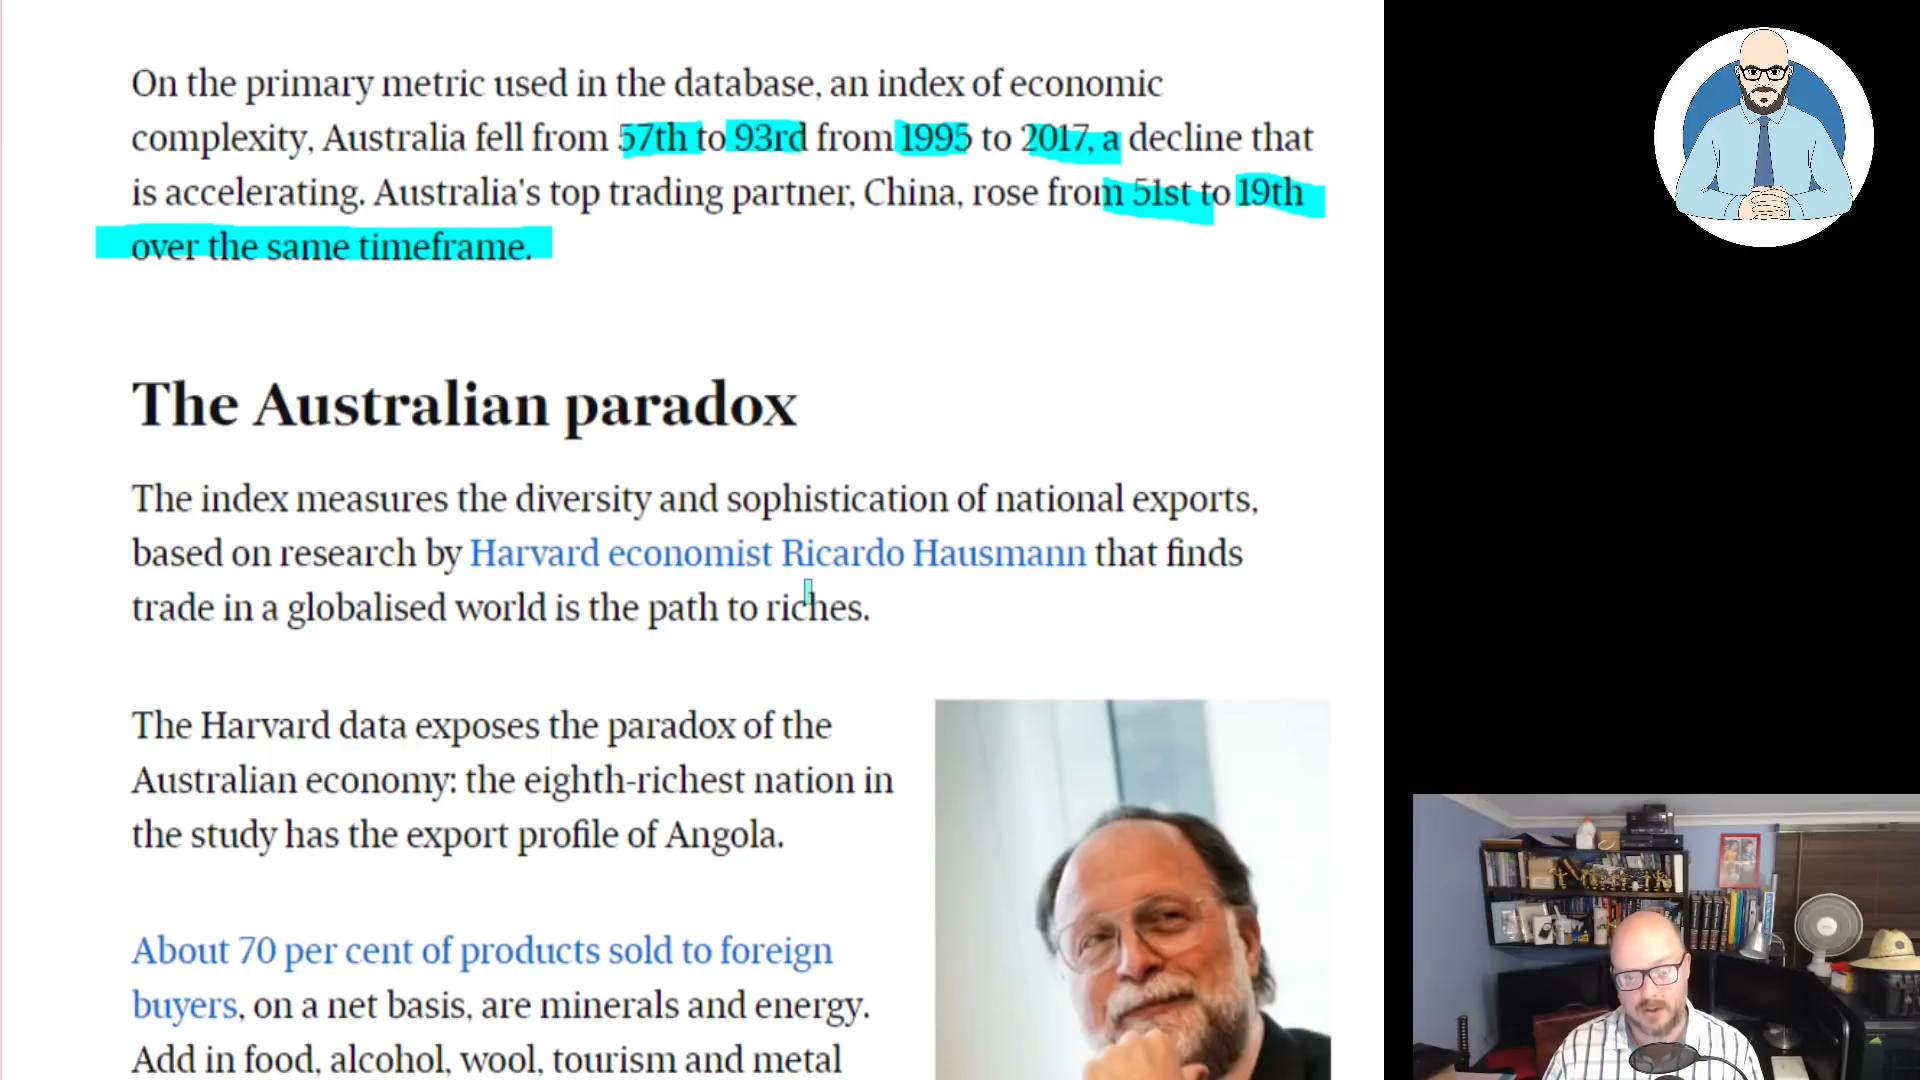 On the primary metric used in the database, an index of economic
complexity, Australia fell from 57th to 93rd from 1995 to 2017, a decline that
is accelerating. Australia's top trading partner, China, rose from 51st to 19th
over the same timeframe.
The Australian paradox
The index measures the diversity and sophistication of national exports,
based on research by Harvard economist Ricardo Hausmann that finds
trade in a globalised world is the path to riches.
The Harvard data exposes the paradox of the
Australian economy: the eighth-richest nation in
the study has the export profile of Angola.
About 70 per cent of products sold to foreign
buyers, on a net basis, are minerals and energy.
Add in food, alcohol, wool, tourism and metal